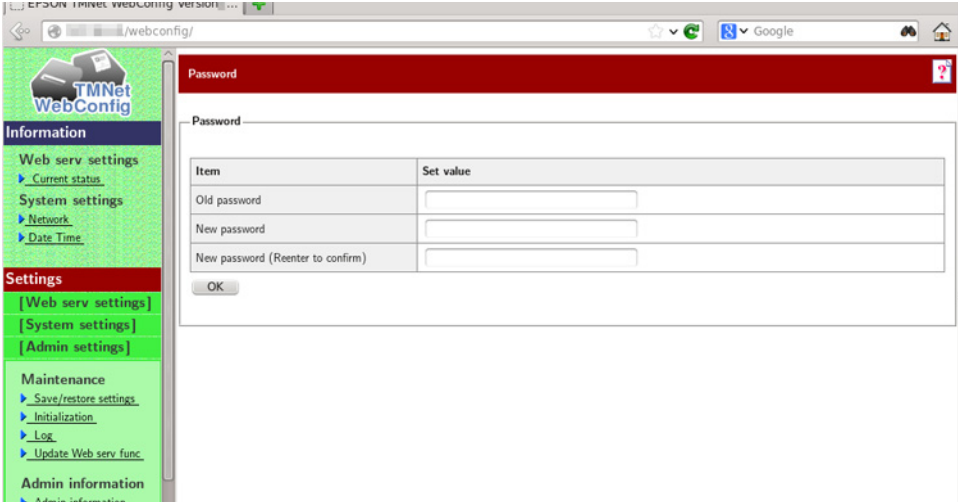 EPSON TMNet WebConfig Version ...
/webconfig/
Google
TMNet
WebConfig
Information
Web serv settings
Current status
System settings
Network
Date Time
Settings
[Web serv settings]
[System settings]
[Admin settings]
Maintenance
Save/restore settings
Initialization
Log
Update Web serv func
Admin information
Admin information
Password
?
Password
Item Set value
Old password
New password
New password (Reenter to confirm)
OK